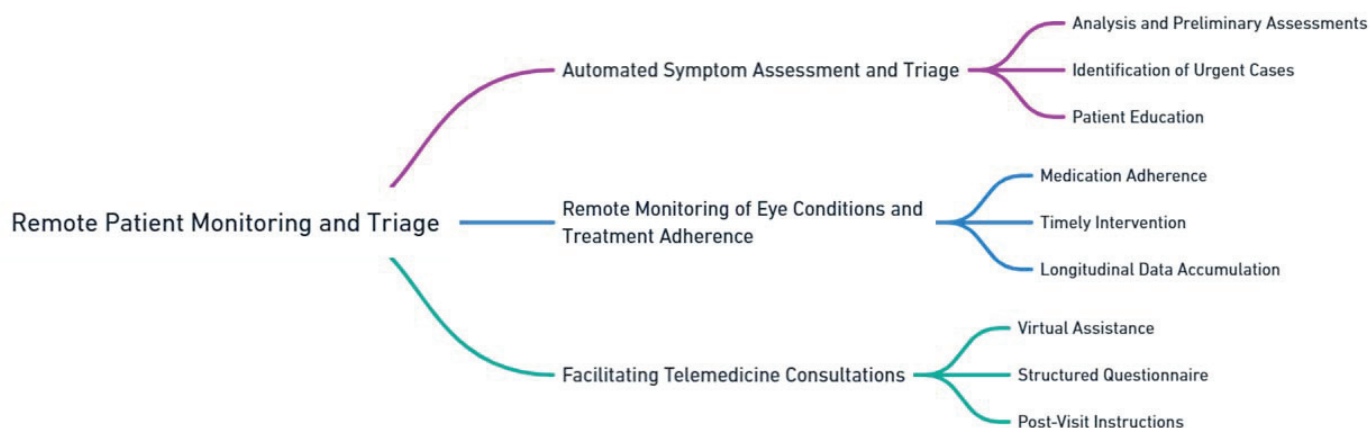 Remote Patient Monitoring and Triage
Automated Symptom Assessment and Triage
Analysis and Preliminary Assessments
Identification of Urgent Cases
Patient Education
Remote Monitoring of Eye Conditions and
Treatment Adherence
Medication Adherence
Timely Intervention
Longitudinal Data Accumulation
Facilitating Telemedicine Consultations
Virtual Assistance
Structured Questionnaire
Post-Visit Instructions